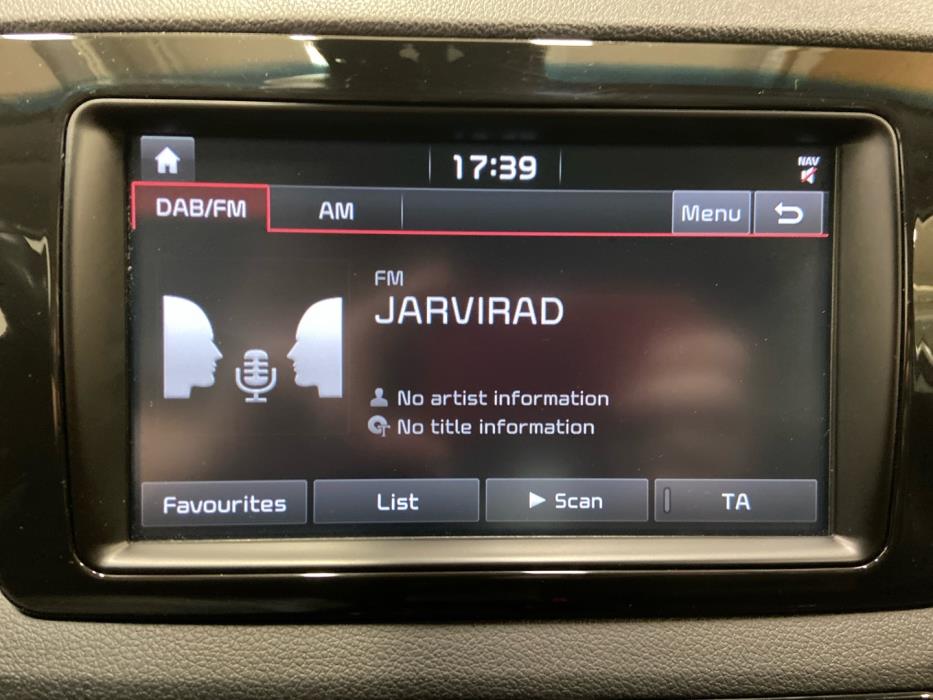 17:39
NAV
DAB/FM
AM
Menu
FM
JARVIRAD
No artist information
No title information
Favourites
List
Scan
TA